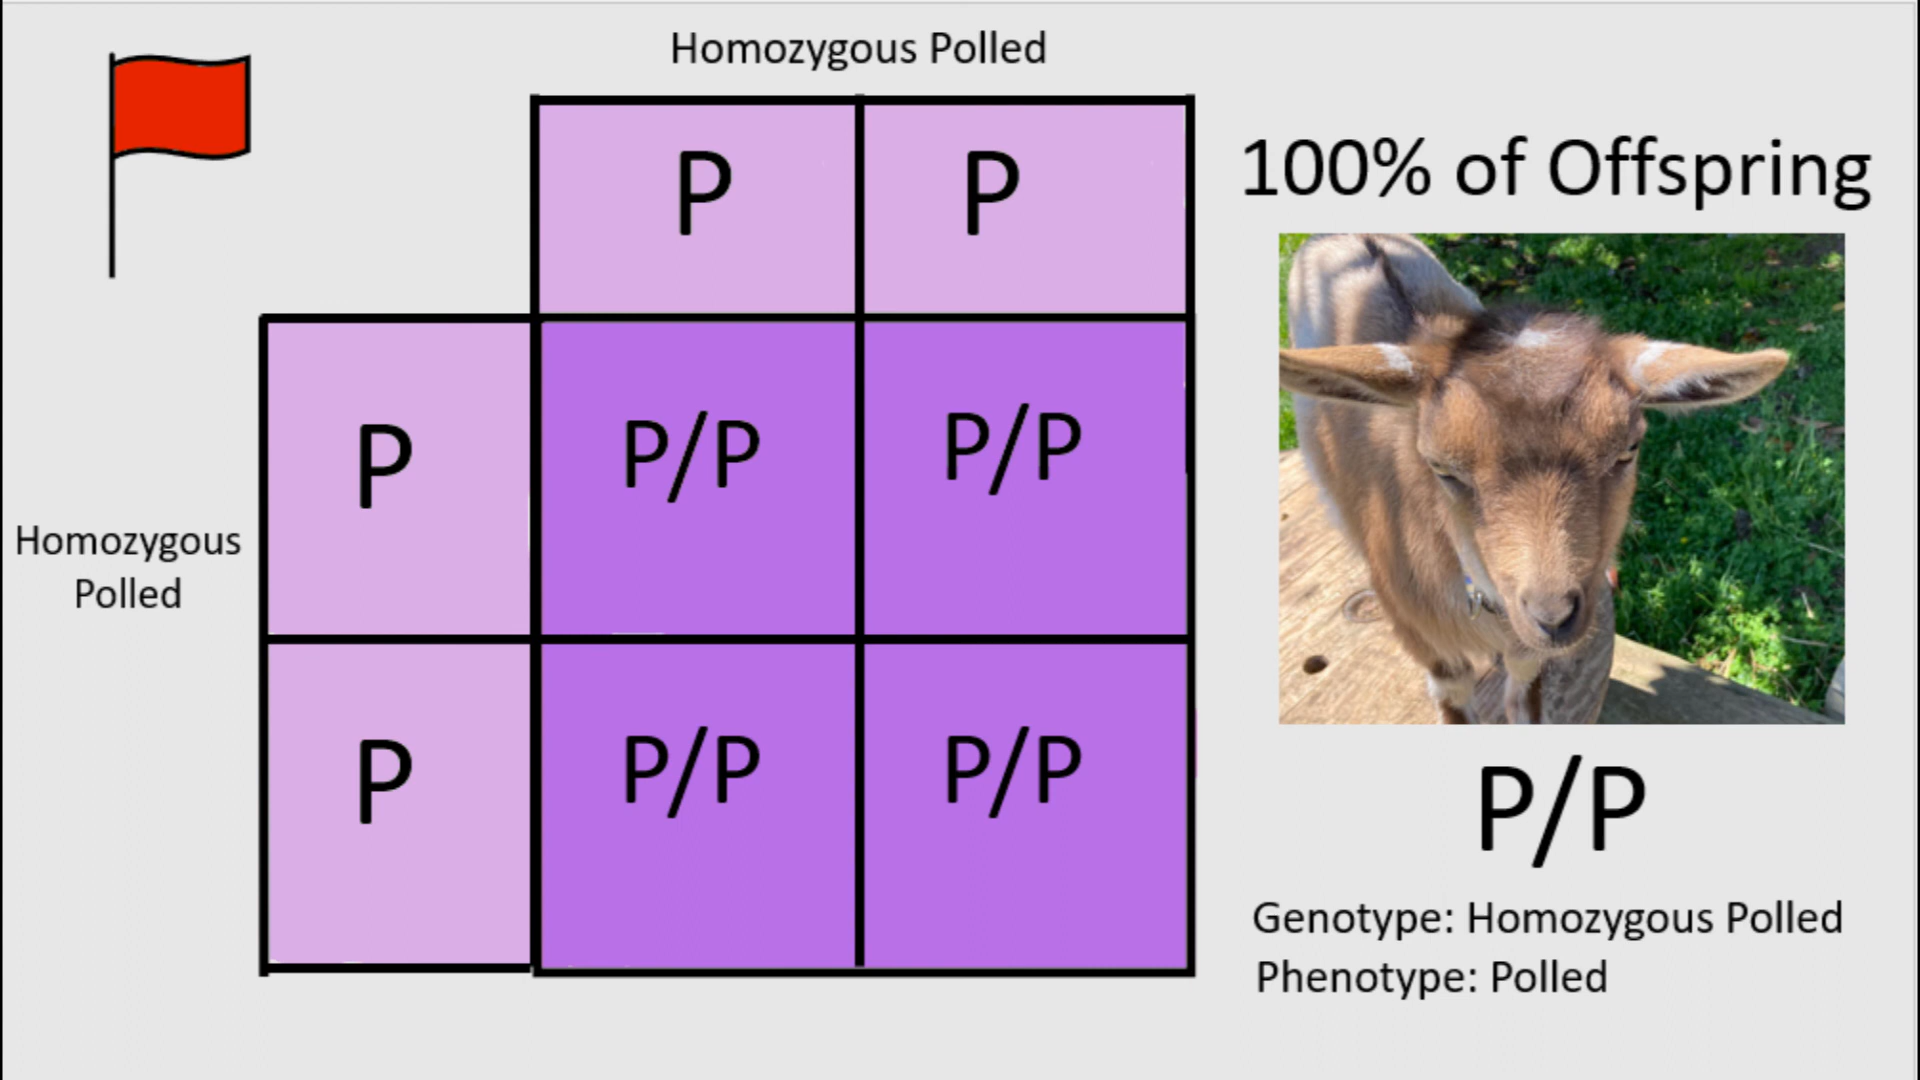 Homozygous Polled
100% of Offspring
P P
Homozygous
Polled
P P/P P/P
P P/P P/P
P/P
Genotype: Homozygous Polled
Phenotype: Polled